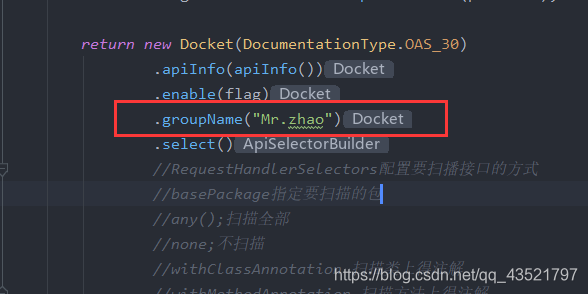 return new Docket(DocumentationType.OAS_30)
.apiInfo(apiInfo()) Docket
.enable(flag) Docket
.groupName("Mr.zhao") Docket
.select() ApiSelectorBuilder
//RequestHandlerSelectors配置要扫播接口的方式
//basePackage指定要扫描的包
//any();扫描全部
//none;不扫描
//withClassAnnotation 扫描类上得注解
//withMethodAnnotation 扫描方法上得注解
https://blog.csdn.net/qq_43521797